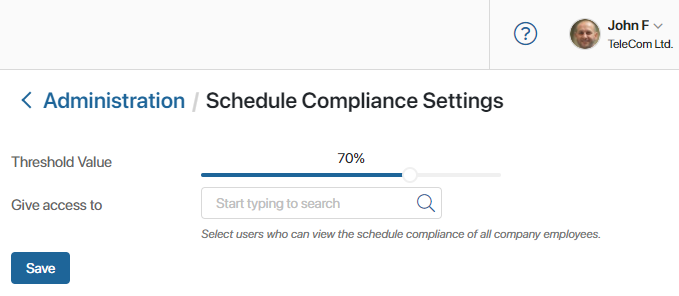 ?
John F
TeleCom Ltd.
Administration / Schedule Compliance Settings
Threshold Value
70%
Give access to
Start typing to search
Select users who can view the schedule compliance of all company employees.
Save